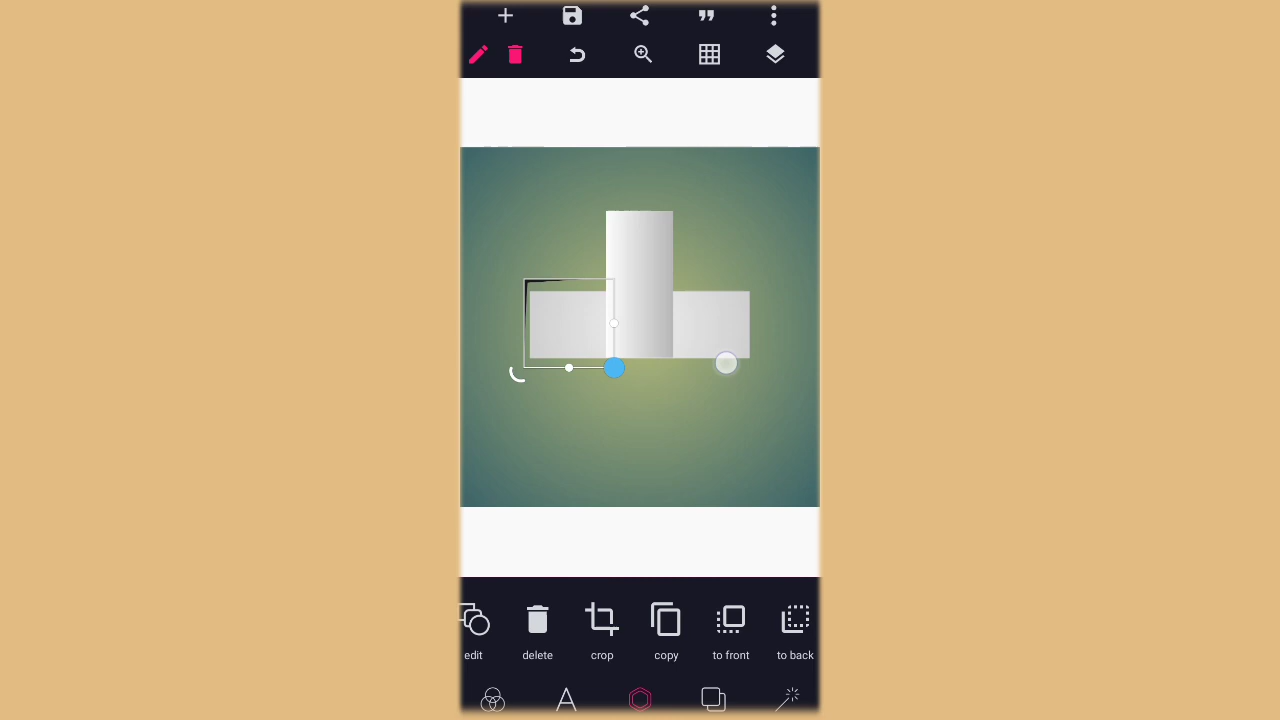 edit
delete
crop
copy
to front
to back